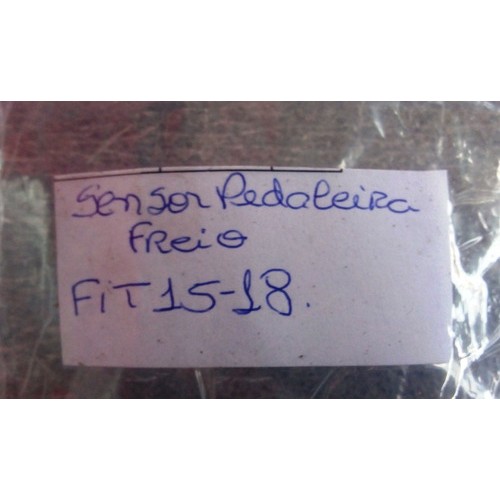 Sensor Pedaleira
Freio
FiT 15-18.